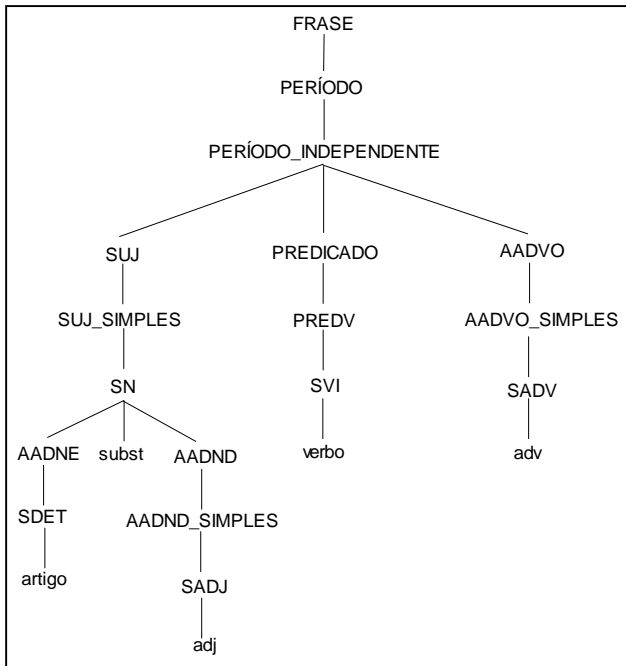 FRASE
PERÍODO
PERÍODO_INDEPENDENTE
SUJ PREDICADO AADVO
SUJ_SIMPLES PREDV AADVO_SIMPLES
SN SVI SADV
AADNE subst AADND verbo adv
SDET AADND_SIMPLES
artigo SADJ
adj